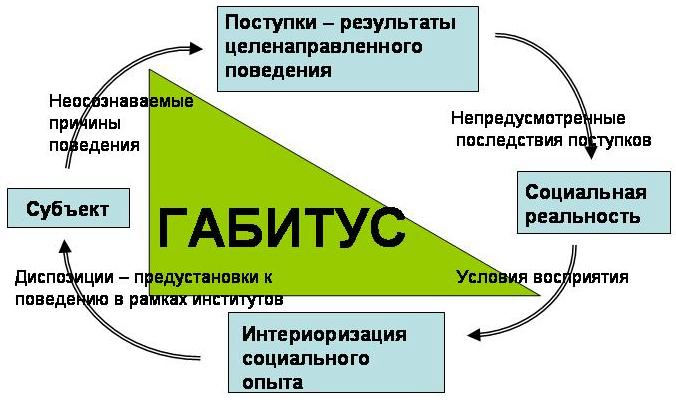 Поступки – результаты
целенаправленного
поведения
Неосознаваемые
причины
поведения
Непредусмотренные
последствия поступков
Субъект
ГАБИТУС
Социальная
реальность
Диспозиции – предустановки к
поведению в рамках институтов
Условия восприятия
Интериоризация
социального
опыта